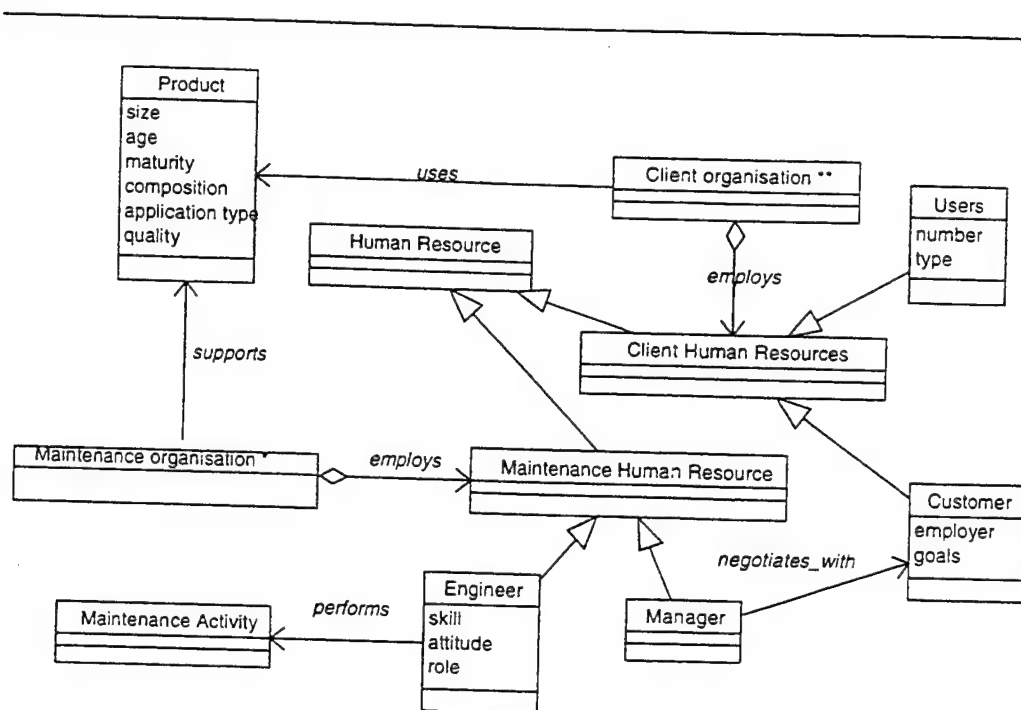 Product
size
age
maturity
composition
application type
quality
uses
Client organisation **
Users
number
type
Human Resource
employs
Client Human Resources
supports
Maintenance organisation *
employs
Maintenance Human Resource
Customer
employer
goals
negotiates_with
Engineer
skill
attitude
role
performs
Maintenance Activity
Manager